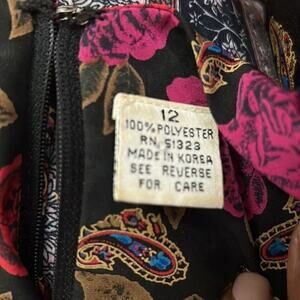 12
100% POLYESTER
RN. 51323
MADE IN KOREA
SEE REVERSE
FOR CARE